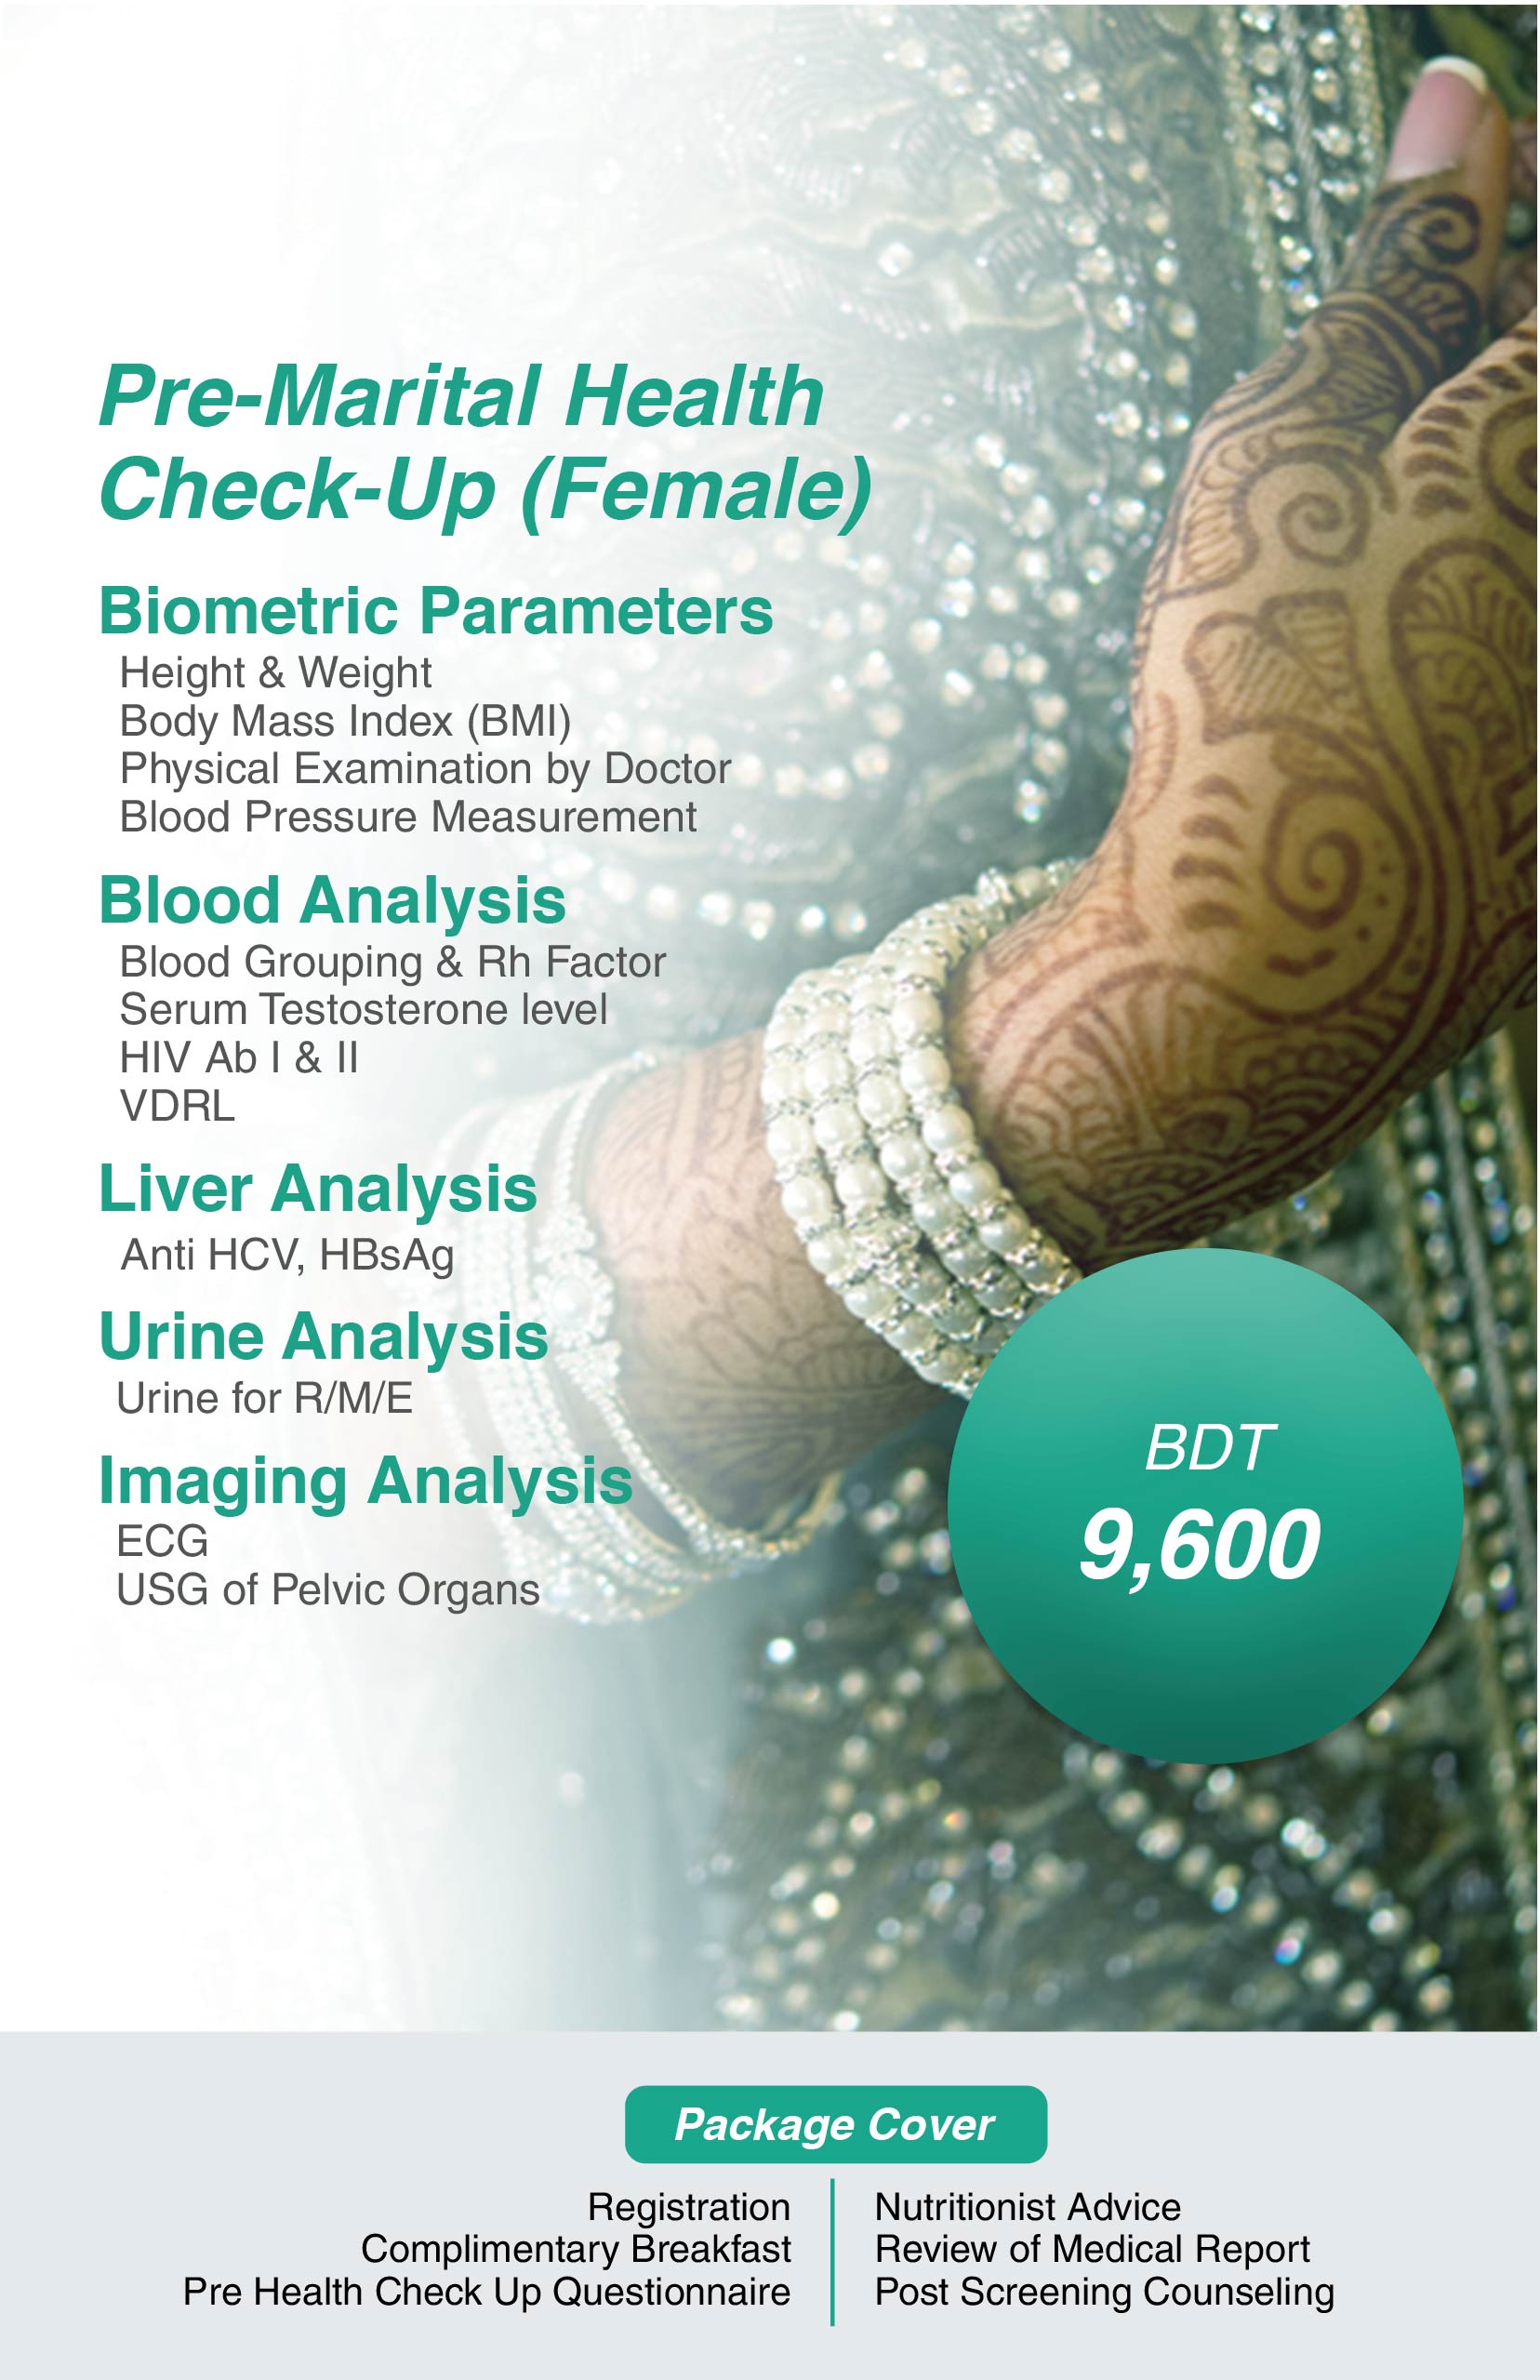 Pre-Marital Health
Check-Up (Female)
Biometric Parameters
Height & Weight
Body Mass Index (BMI)
Physical Examination by Doctor
Blood Pressure Measurement
Blood Analysis
Blood Grouping & Rh Factor
Serum Testosterone level
HIV Ab I & II
VDRL
Liver Analysis
Anti HCV, HBsAg
Urine Analysis
Urine for R/M/E
Imaging Analysis
ECG
USG of Pelvic Organs
BDT
9,600
Package Cover
Registration
Complimentary Breakfast
Pre Health Check Up Questionnaire
Nutritionist Advice
Review of Medical Report
Post Screening Counseling